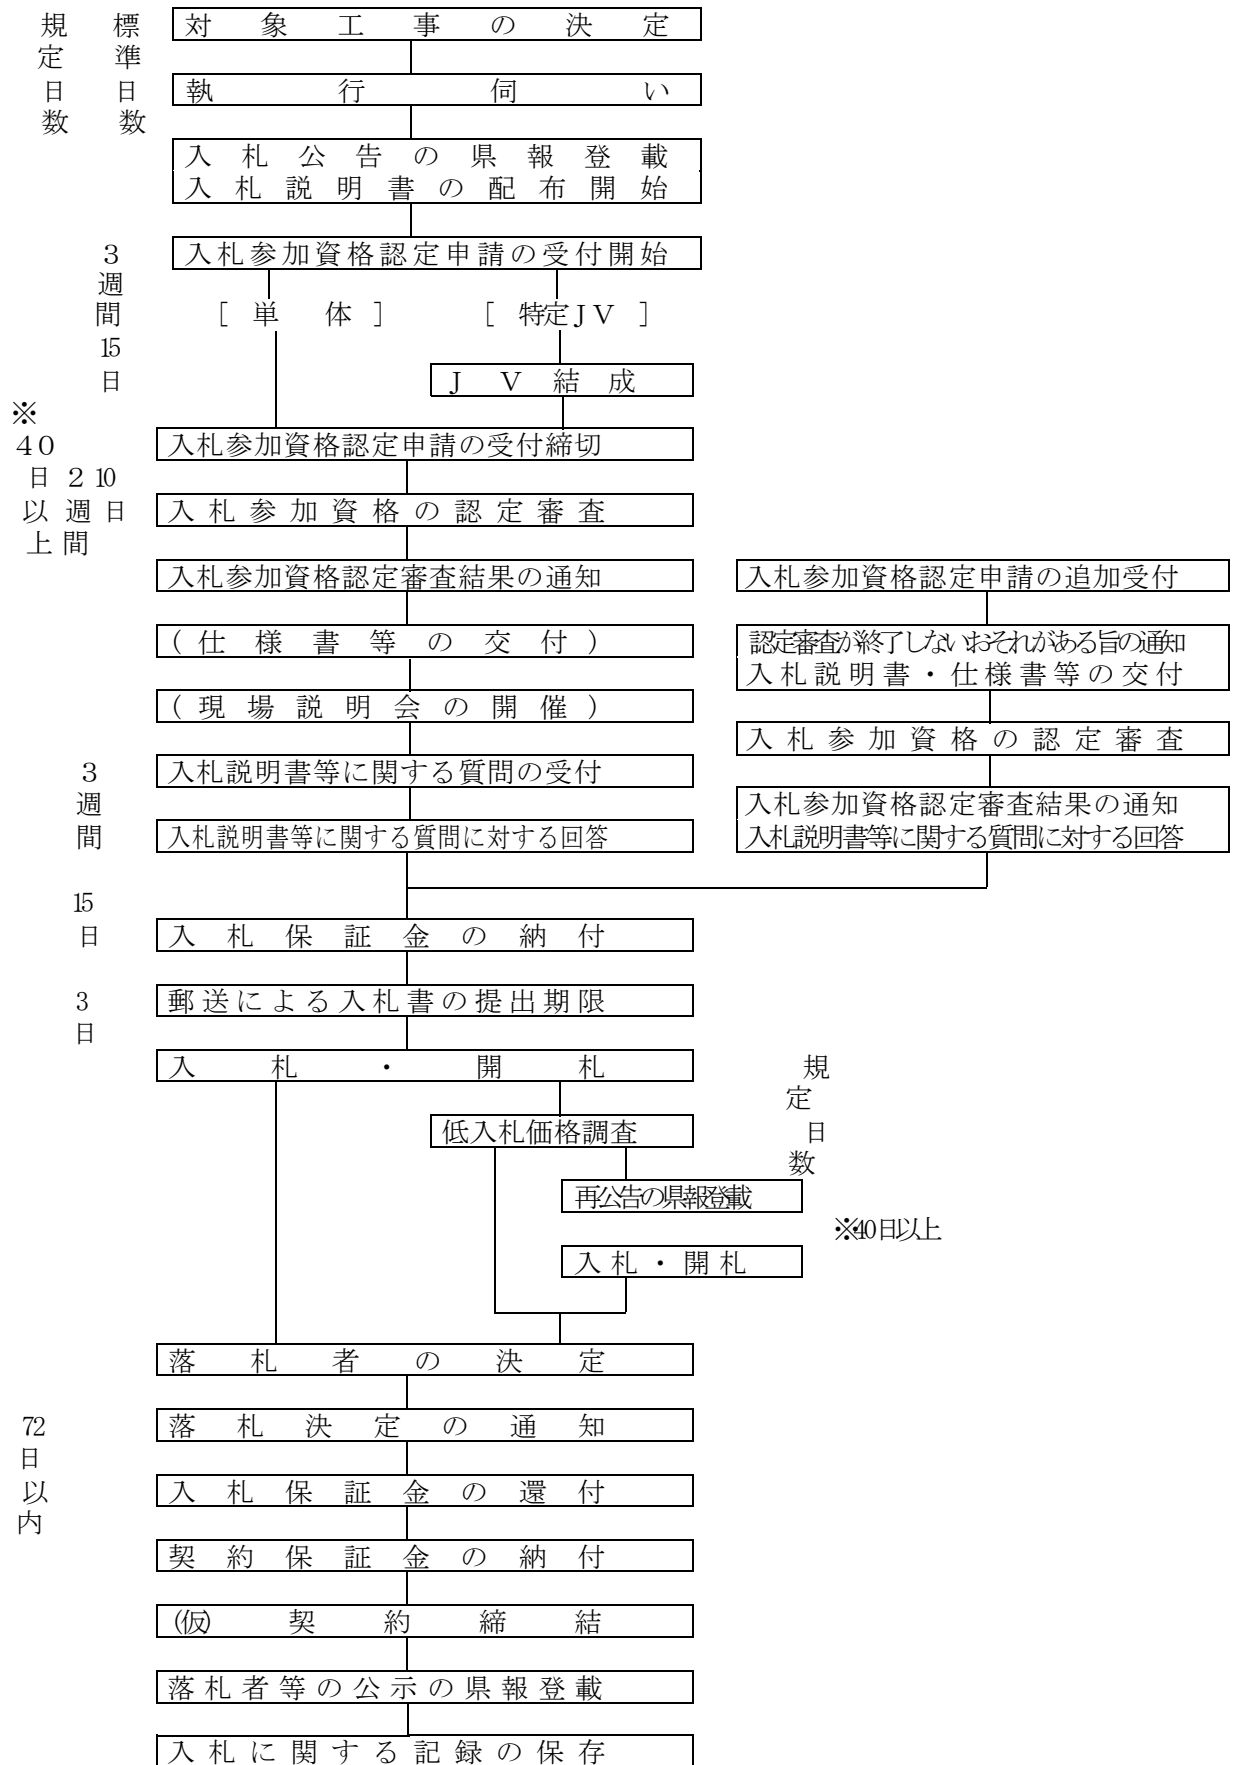 規定日数
標準日数
対象工事の決定
執行伺い
入札公告の県報登載
入札説明書の配布開始
3週間
入札参加資格認定申請の受付開始
[ 単 体 ]
[ 特定JV ]
15日
JV結成
※40日以上
入札参加資格認定申請の受付締切
2週間
10日
入札参加資格の認定審査
入札参加資格認定審査結果の通知
(仕様書等の交付)
(現場説明会の開催)
3週間
入札説明書等に関する質問の受付
入札説明書等に関する質問に対する回答
入札参加資格認定申請の追加受付
認定審査が終了しないおそれがある旨の通知
入札説明書・仕様書等の交付
入札参加資格の認定審査
入札参加資格認定審査結果の通知
入札説明書等に関する質問に対する回答
15日
入札保証金の納付
3日
郵送による入札書の提出期限
入札・開札
規定日数
低入札価格調査
再公告の県報登載
※40日以上
入札・開札
落札者の決定
72日以内
落札決定の通知
入札保証金の還付
契約保証金の納付
(仮) 契約締結
落札者等の公示の県報登載
入札に関する記録の保存